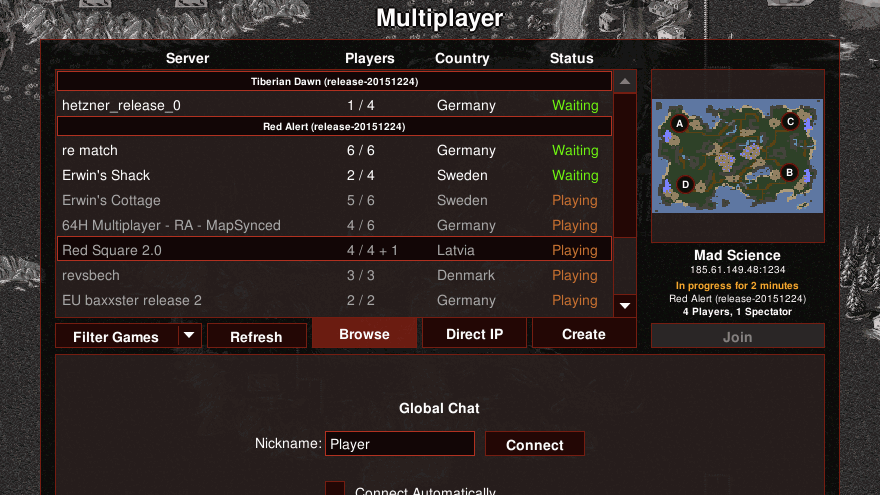 Multiplayer
Server Players Country Status
Tiberian Dawn (release-20151224)
hetzner_release_0 1 / 4 Germany Waiting
Red Alert (release-20151224)
re match 6 / 6 Germany Waiting
Erwin's Shack 2 / 4 Sweden Waiting
Erwin's Cottage 5 / 6 Sweden Playing
64H Multiplayer - RA - MapSynced 4 / 6 Germany Playing
Red Square 2.0 4 / 4 + 1 Latvia Playing
revsbech 3 / 3 Denmark Playing
EU baxxster release 2 2 / 2 Germany Playing
Filter Games Refresh Browse Direct IP Create
A C
D B
Mad Science
185.61.149.48:1234
In progress for 2 minutes
Red Alert (release-20151224)
4 Players, 1 Spectator
Join
Global Chat
Nickname: Player Connect
Connect Automatically